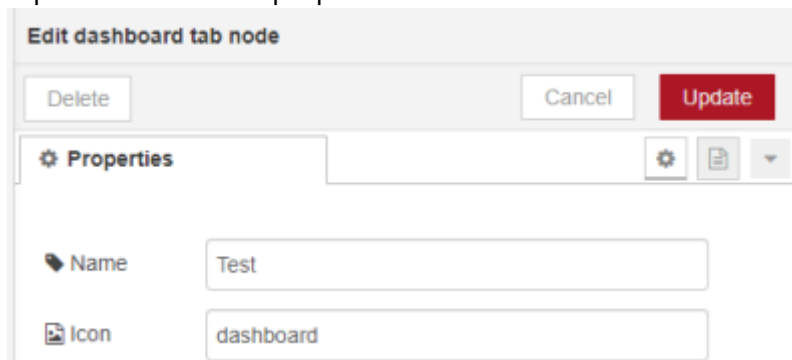 Edit dashboard tab node
Delete Cancel Update
Properties
Name Test
Icon dashboard